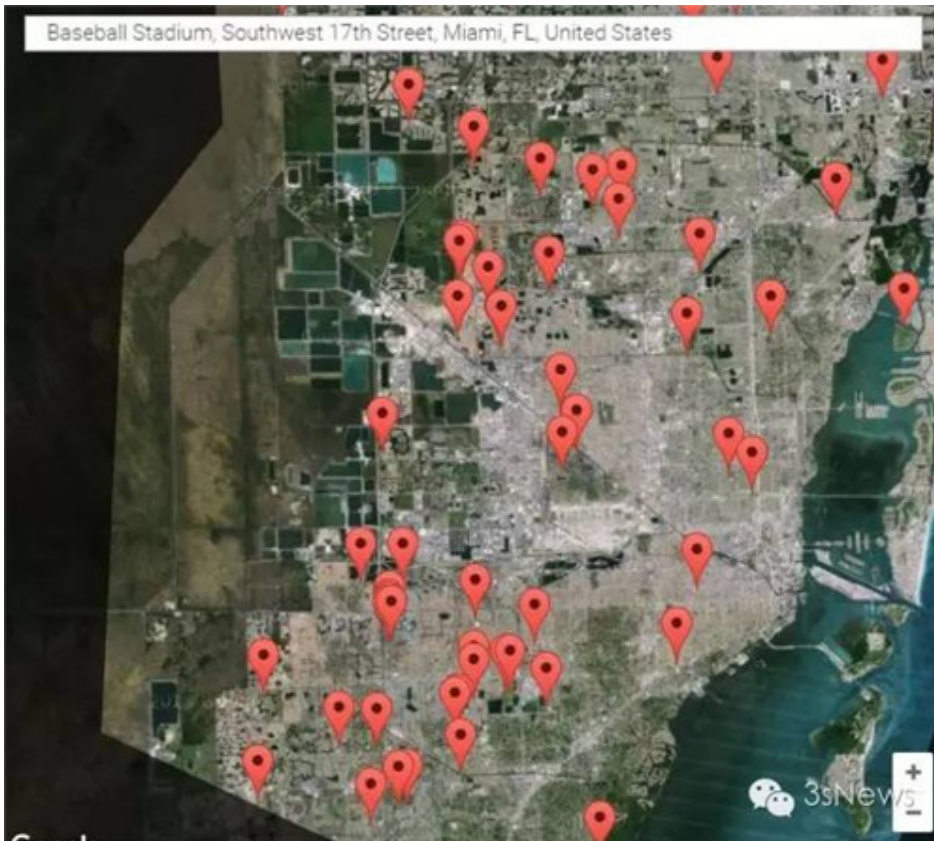 Baseball Stadium, Southwest 17th Street, Miami, FL, United States
+
3sNews
−